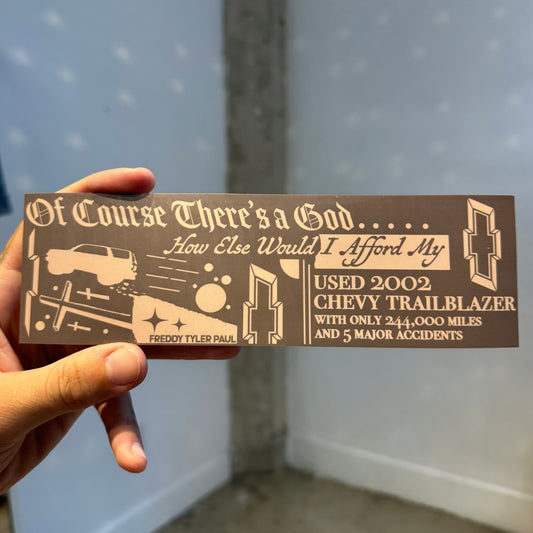 Of Course There's a God.....
How Else Would I Afford My
USED 2002
CHEVY TRAILBLAZER
WITH ONLY 244,000 MILES
AND 5 MAJOR ACCIDENTS
FREDDY TYLER PAUL